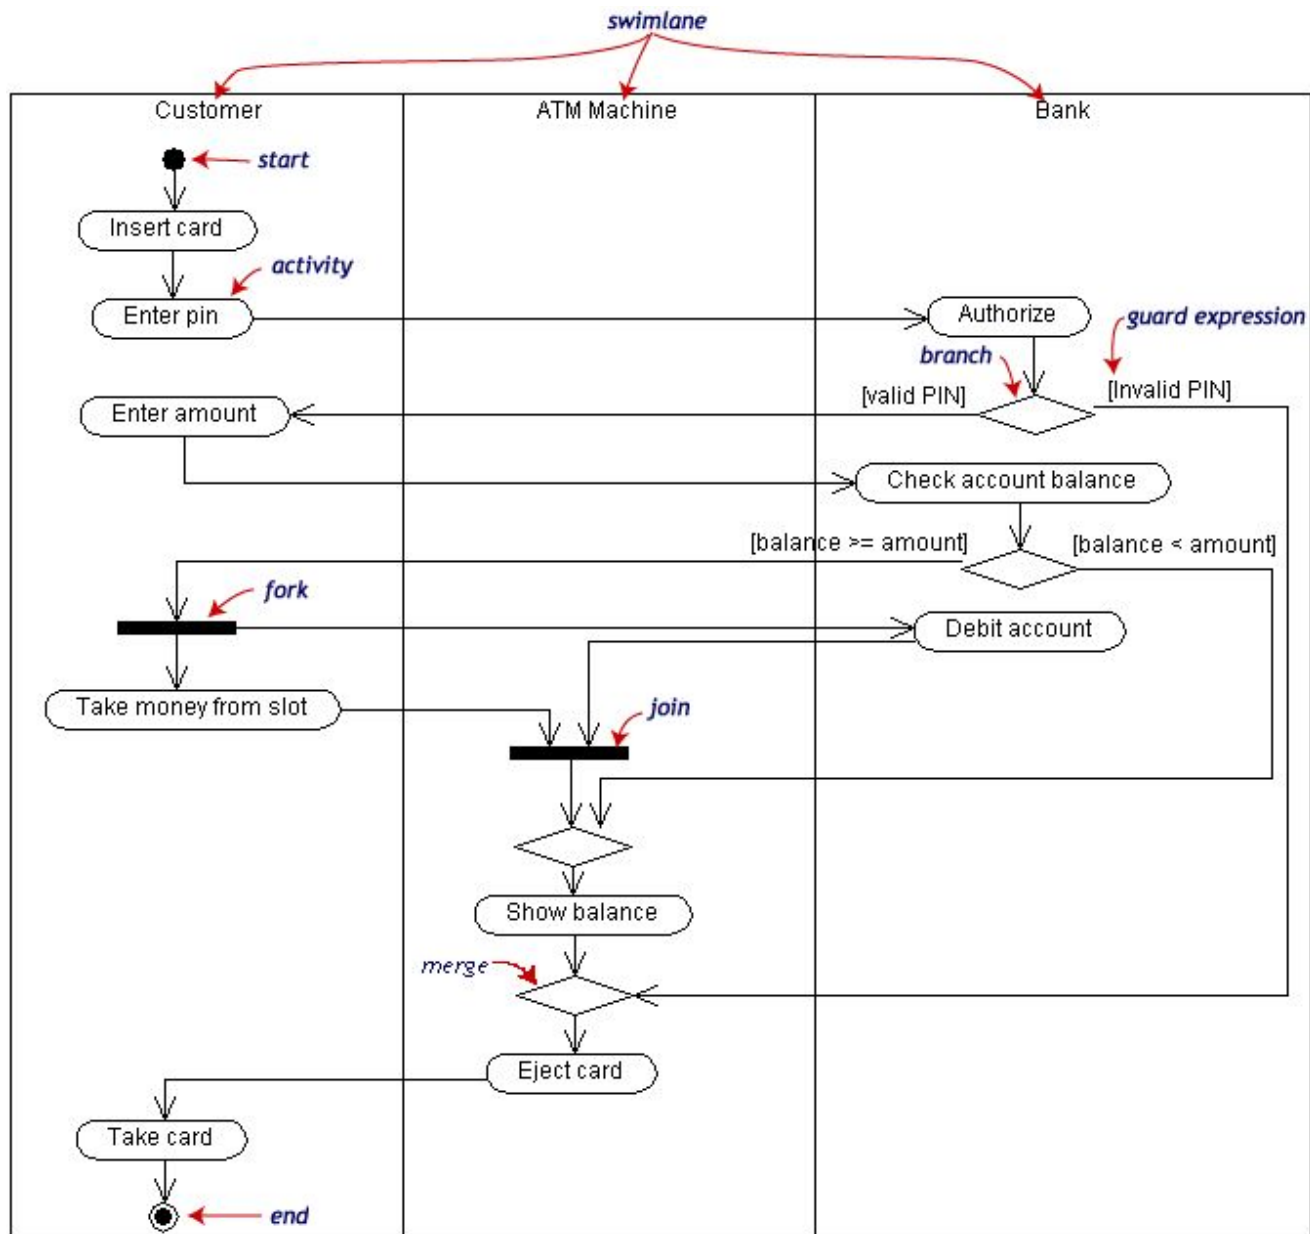 swimlane
Customer
ATM Machine
Bank
start
Insert card
activity
Enter pin
Authorize
guard expression
branch
[valid PIN]
[Invalid PIN]
Enter amount
Check account balance
[balance >= amount]
[balance < amount]
fork
Debit account
Take money from slot
join
Show balance
merge
Eject card
Take card
end